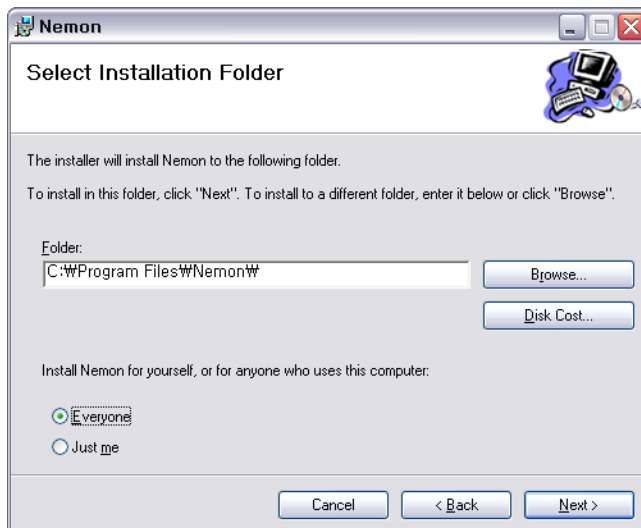 Nemon
Select Installation Folder
The installer will install Nemon to the following folder.
To install in this folder, click "Next". To install to a different folder, enter it below or click "Browse".
Folder:
C:₩Program Files₩Nemon₩
Browse...
Disk Cost...
Install Nemon for yourself, or for anyone who uses this computer:
Everyone
Just me
Cancel
< Back
Next >